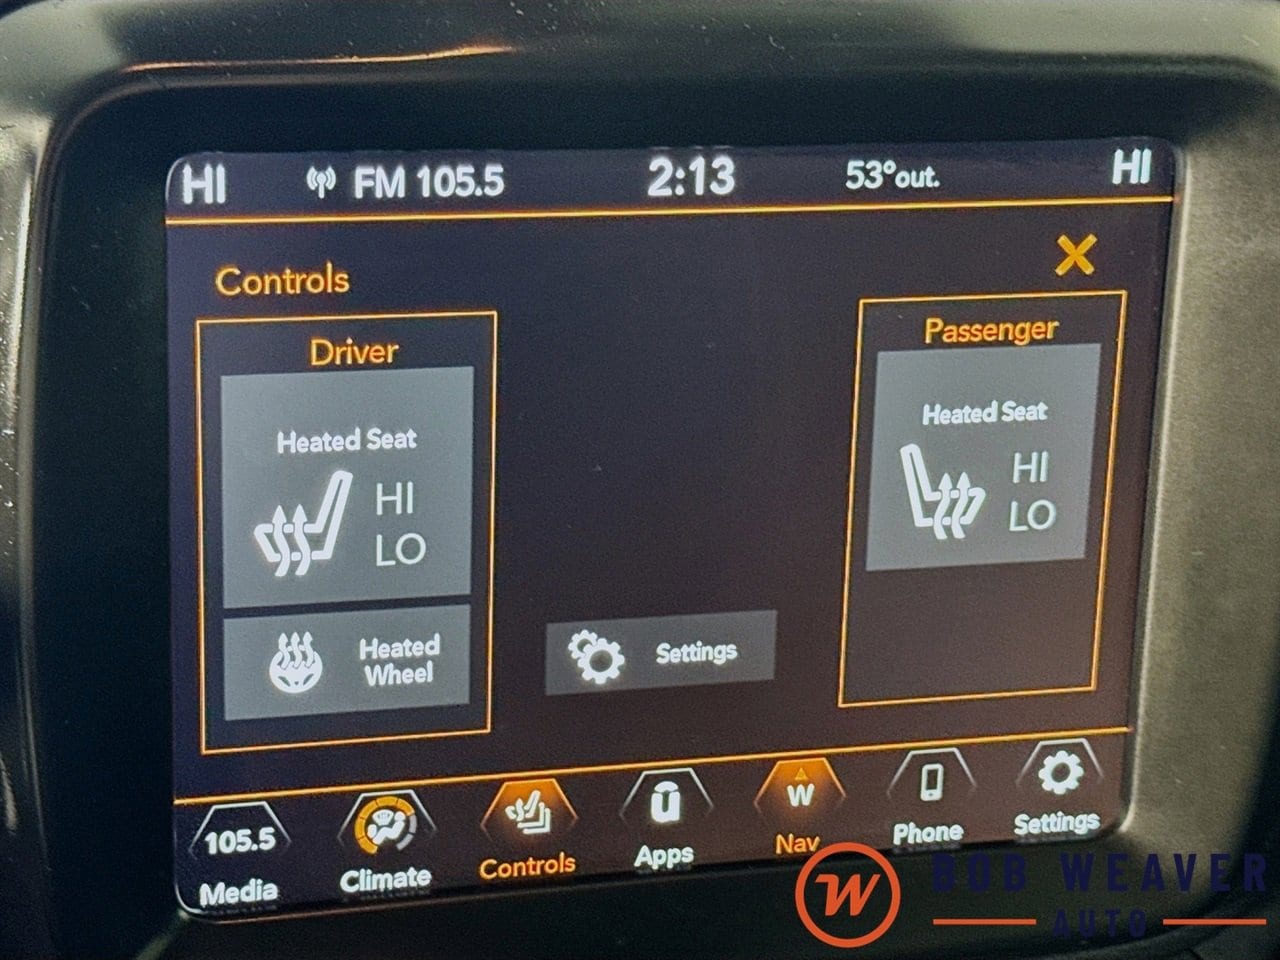 HI FM 105.5 2:13 53°out. HI
Controls
Driver
Heated Seat
HI
LO
Heated
Wheel
Settings
Passenger
Heated Seat
HI
LO
105.5
Media
Climate
Controls
Apps
W
Nav
Phone
Settings
W
BOB WEAVER
AUTO